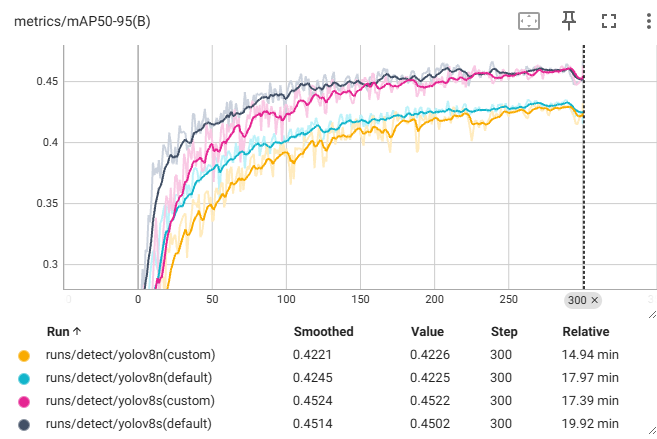 metrics/mAP50-95(B)
0.45
0.4
0.35
0.3
0 0 50 100 150 200 250 300 × 3
Run ↑ Smoothed Value Step Relative
runs/detect/yolov8n(custom) 0.4221 0.4226 300 14.94 min
runs/detect/yolov8n(default) 0.4245 0.4225 300 17.97 min
runs/detect/yolov8s(custom) 0.4524 0.4522 300 17.39 min
runs/detect/yolov8s(default) 0.4514 0.4502 300 19.92 min